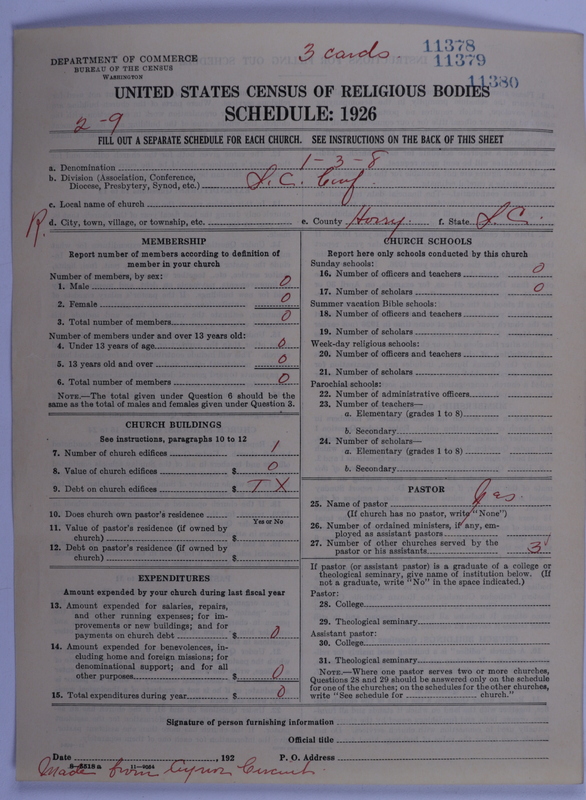 3 cards
11378
11379
11380
DEPARTMENT OF COMMERCE
BUREAU OF THE CENSUS
WASHINGTON
UNITED STATES CENSUS OF RELIGIOUS BODIES
SCHEDULE: 1926
2-9
FILL OUT A SEPARATE SCHEDULE FOR EACH CHURCH. SEE INSTRUCTIONS ON THE BACK OF THIS SHEET
a. Denomination 1-3-8
b. Division (Association, Conference,
Diocese, Presbytery, Synod, etc.) S.C. Conf.
c. Local name of church
R. d. City, town, village, or township, etc. e. County Horry. f. State S.C.
MEMBERSHIP
Report number of members according to definition of
member in your church
Number of members, by sex:
1. Male 0
2. Female 0
3. Total number of members 0
Number of members under and over 13 years old:
4. Under 13 years of age 0
5. 13 years old and over 0
6. Total number of members 0
NOTE.—The total given under Question 6 should be the
same as the total of males and females given under Question 3.
CHURCH BUILDINGS
See instructions, paragraphs 10 to 12
7. Number of church edifices 1
8. Value of church edifices $ 0
9. Debt on church edifices $ T X
10. Does church own pastor's residence
Yes or No
11. Value of pastor's residence (if owned by
church) $
12. Debt on pastor's residence (if owned by
church) $
EXPENDITURES
Amount expended by your church during last fiscal year
13. Amount expended for salaries, repairs,
and other running expenses; for im-
provements or new buildings; and for
payments on church debt $ 0
14. Amount expended for benevolences, in-
cluding home and foreign missions; for
denominational support; and for all
other purposes $ 0
15. Total expenditures during year $ 0
CHURCH SCHOOLS
Report here only schools conducted by this church
Sunday schools:
16. Number of officers and teachers 0
17. Number of scholars 0
Summer vacation Bible schools:
18. Number of officers and teachers
19. Number of scholars
Week-day religious schools:
20. Number of officers and teachers
21. Number of scholars
Parochial schools:
22. Number of administrative officers
23. Number of teachers—
a. Elementary (grades 1 to 8)
b. Secondary
24. Number of scholars—
a. Elementary (grades 1 to 8)
b. Secondary
PASTOR
25. Name of pastor Yes
(If church has no pastor, write "None")
26. Number of ordained ministers, if any, em-
ployed as assistant pastors
27. Number of other churches served by the
pastor or his assistants 3
If pastor (or assistant pastor) is a graduate of a college or
theological seminary, give name of institution below. (If
not a graduate, write "No" in the space indicated.)
Pastor:
28. College
29. Theological seminary
Assistant pastor:
30. College
31. Theological seminary
NOTE.—Where one pastor serves two or more churches,
Questions 28 and 29 should be answered only on the schedule
for one of the churches; on the schedules for the other churches,
write "See schedule for church."
Signature of person furnishing information
Official title
Date , 192 P. O. Address
8-5518 a 11-9034
Made from Circuit.